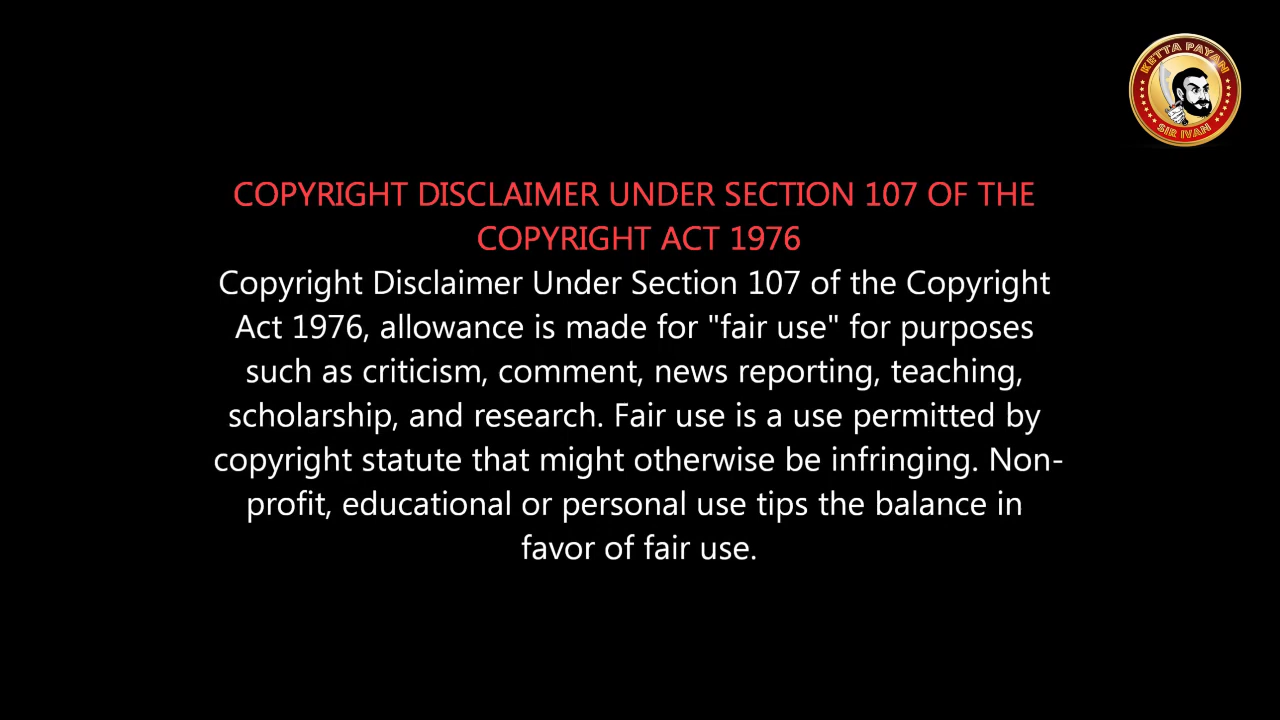 KETTA PAYAN
SIR IVAN
COPYRIGHT DISCLAIMER UNDER SECTION 107 OF THE
COPYRIGHT ACT 1976
Copyright Disclaimer Under Section 107 of the Copyright
Act 1976, allowance is made for "fair use" for purposes
such as criticism, comment, news reporting, teaching,
scholarship, and research. Fair use is a use permitted by
copyright statute that might otherwise be infringing. Non-
profit, educational or personal use tips the balance in
favor of fair use.